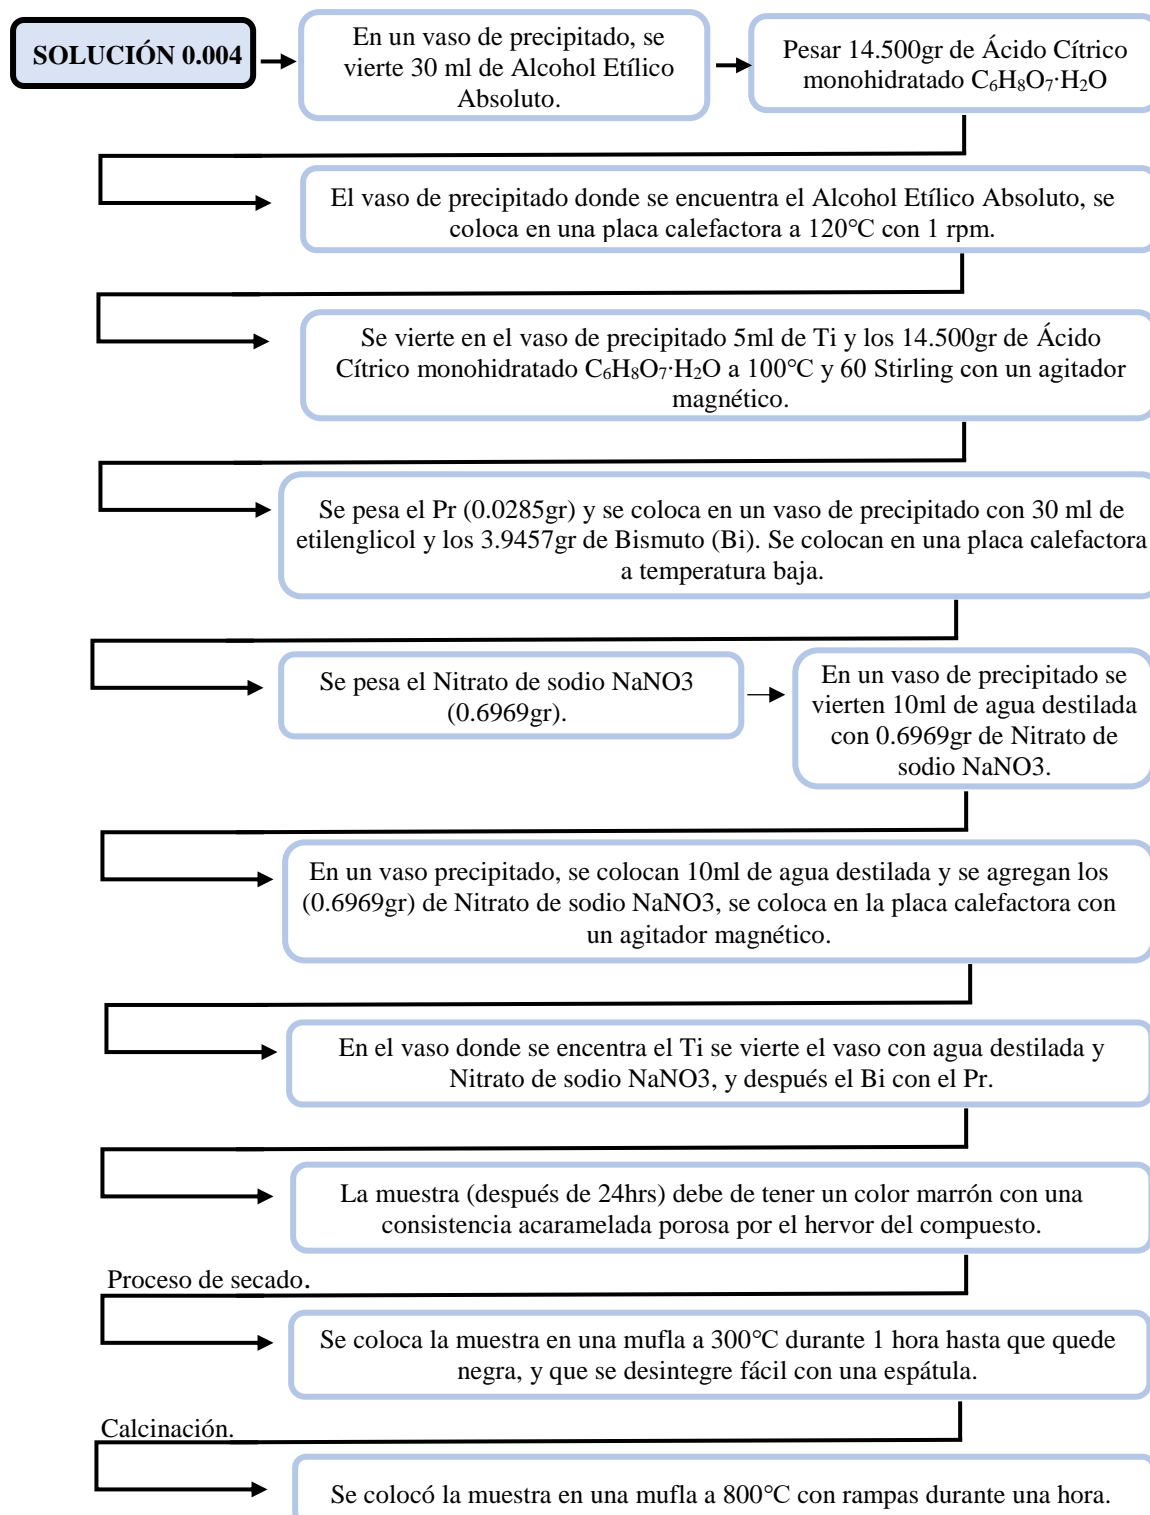 SOLUCIÓN 0.004
En un vaso de precipitado, se
vierte 30 ml de Alcohol Etílico
Absoluto.
Pesar 14.500gr de Ácido Cítrico
monohidratado C₆H₈O₇·H₂O
El vaso de precipitado donde se encuentra el Alcohol Etílico Absoluto, se
coloca en una placa calefactora a 120°C con 1 rpm.
Se vierte en el vaso de precipitado 5ml de Ti y los 14.500gr de Ácido
Cítrico monohidratado C₆H₈O₇·H₂O a 100°C y 60 Stirling con un agitador
magnético.
Se pesa el Pr (0.0285gr) y se coloca en un vaso de precipitado con 30 ml de
etilenglicol y los 3.9457gr de Bismuto (Bi). Se colocan en una placa calefactora
a temperatura baja.
Se pesa el Nitrato de sodio NaNO3
(0.6969gr).
En un vaso de precipitado se
vierten 10ml de agua destilada
con 0.6969gr de Nitrato de
sodio NaNO3.
En un vaso precipitado, se colocan 10ml de agua destilada y se agregan los
(0.6969gr) de Nitrato de sodio NaNO3, se coloca en la placa calefactora con
un agitador magnético.
En el vaso donde se encentra el Ti se vierte el vaso con agua destilada y
Nitrato de sodio NaNO3, y después el Bi con el Pr.
La muestra (después de 24hrs) debe de tener un color marrón con una
consistencia acaramelada porosa por el hervor del compuesto.
Proceso de secado.
Se coloca la muestra en una mufla a 300°C durante 1 hora hasta que quede
negra, y que se desintegre fácil con una espátula.
Calcinación.
Se colocó la muestra en una mufla a 800°C con rampas durante una hora.